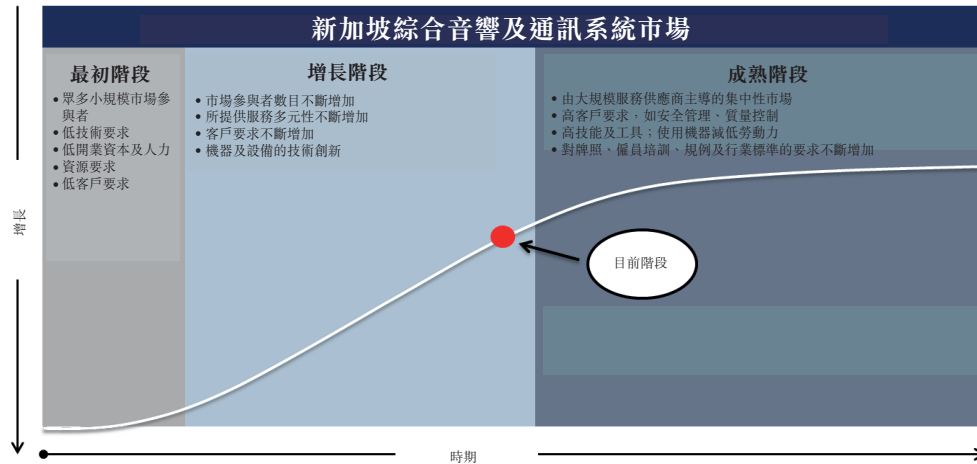 新加坡綜合音響及通訊系統市場
最初階段
• 眾多小規模市場參
與者
• 低技術要求
• 低開業資本及人力
• 資源要求
• 低客戶要求
增長階段
• 市場參與者數目不斷增加
• 所提供服務多元性不斷增加
• 客戶要求不斷增加
• 機器及設備的技術創新
成熟階段
• 由大規模服務供應商主導的集中性市場
• 高客戶要求，如安全管理、質量控制
• 高技能及工具；使用機器減低勞動力
• 對牌照、僱員培訓、規例及行業標準的要求不斷增加
增長
目前階段
時期